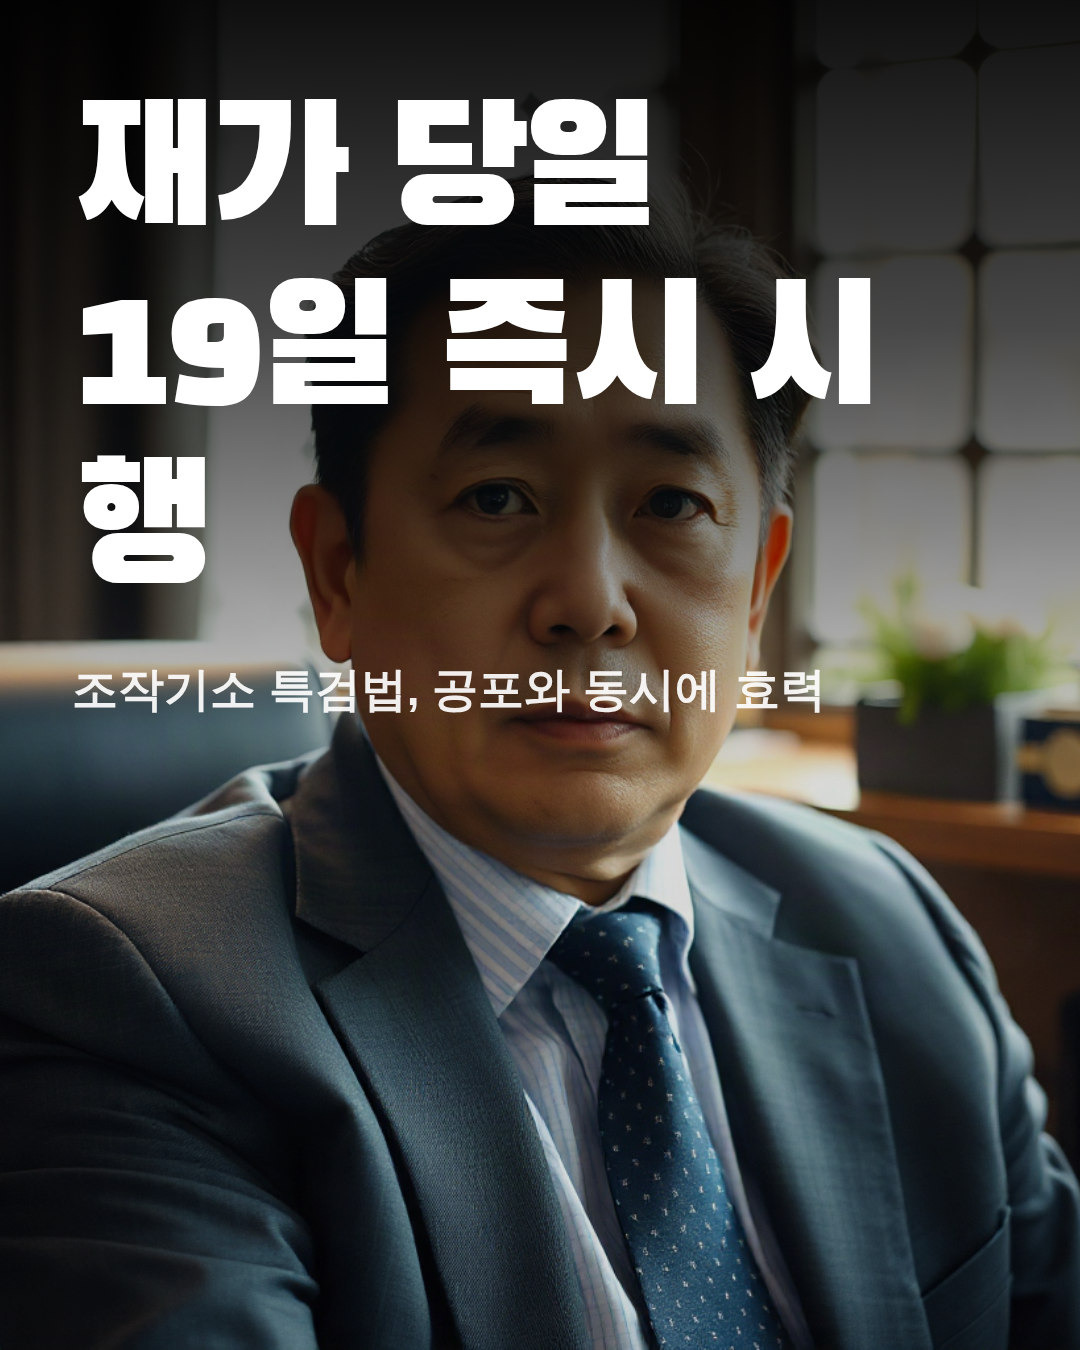 재가 당일
19일 즉시 시
행
조작기소 특검법, 공포와 동시에 효력